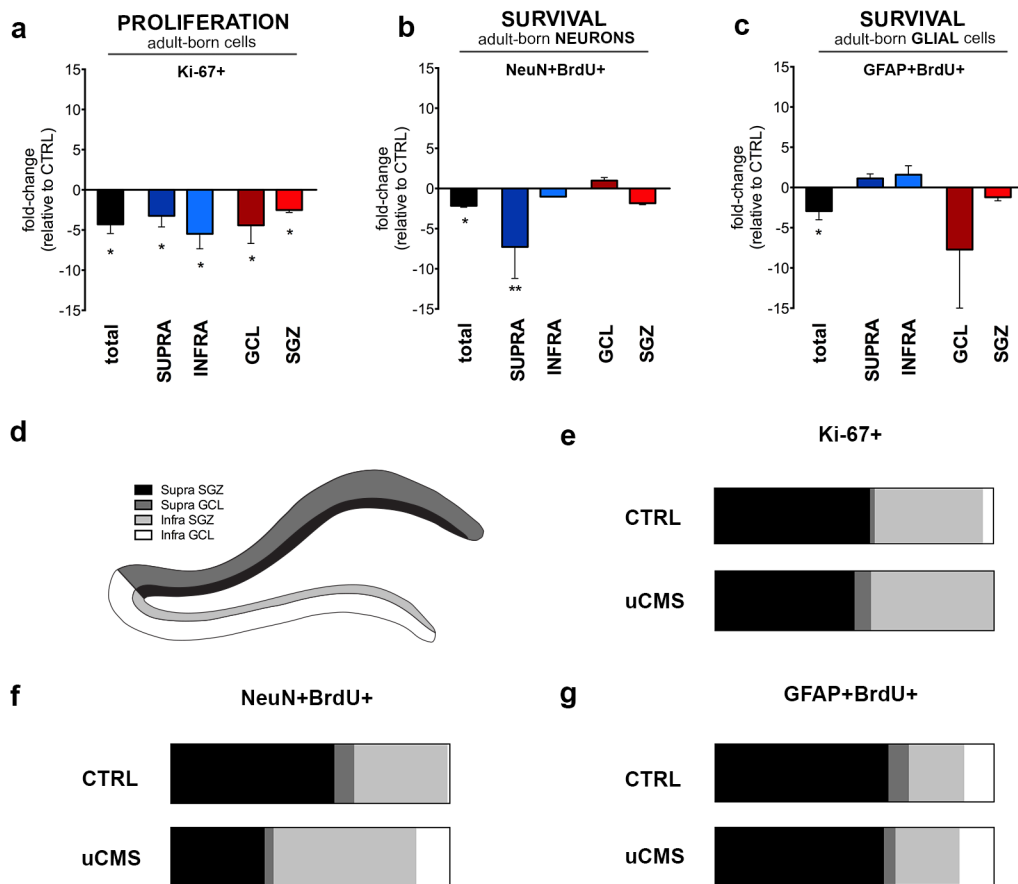 a
PROLIFERATION
adult-born cells
Ki-67+
fold-change
(relative to CTRL)
15
10
5
0
-5
-10
-15
*
*
*
*
*
total
SUPRA
INFRA
GCL
SGZ
b
SURVIVAL
adult-born NEURONS
NeuN+BrdU+
fold-change
(relative to CTRL)
15
10
5
0
-5
-10
-15
*
**
total
SUPRA
INFRA
GCL
SGZ
c
SURVIVAL
adult-born GLIAL cells
GFAP+BrdU+
fold-change
(relative to CTRL)
15
10
5
0
-5
-10
-15
*
total
SUPRA
INFRA
GCL
SGZ
d
Supra SGZ
Supra GCL
Infra SGZ
Infra GCL
e
Ki-67+
CTRL
uCMS
f
NeuN+BrdU+
CTRL
uCMS
g
GFAP+BrdU+
CTRL
uCMS